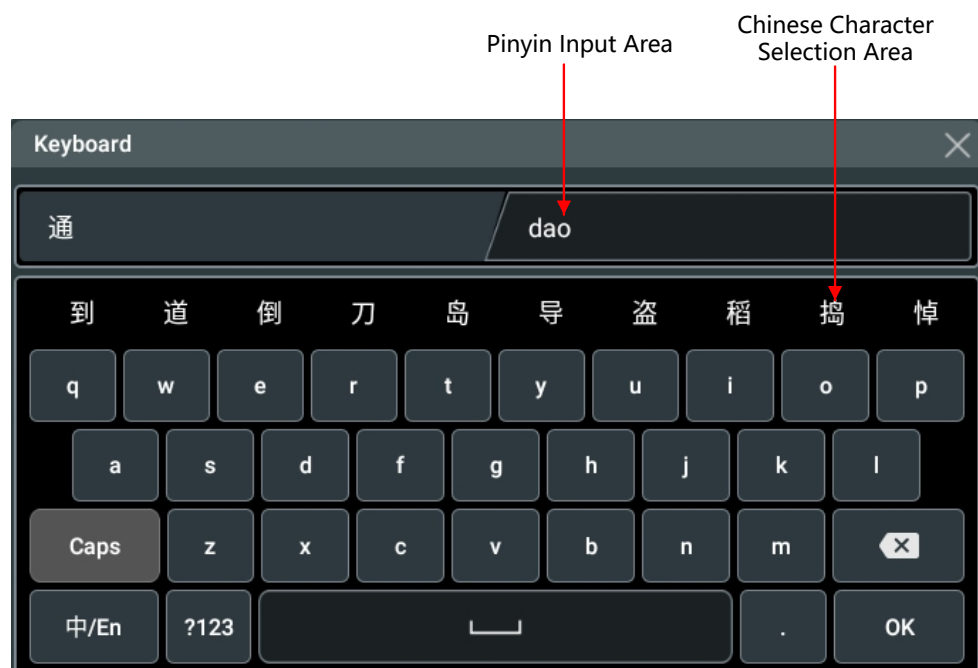 Pinyin Input Area
Chinese Character
Selection Area
Keyboard
通 dao
到 道 倒 刀 岛 导 盗 稻 捣 悼
q w e r t y u i o p
a s d f g h j k l
Caps z x c v b n m
中/En ?123 . OK